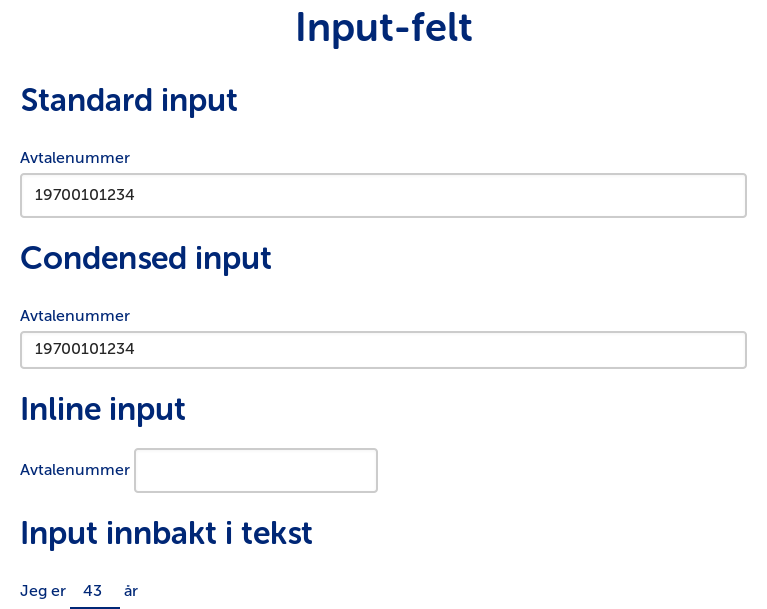 Input-felt
Standard input
Avtalenummer
19700101234
Condensed input
Avtalenummer
19700101234
Inline input
Avtalenummer
Input innbakt i tekst
Jeg er 43 år